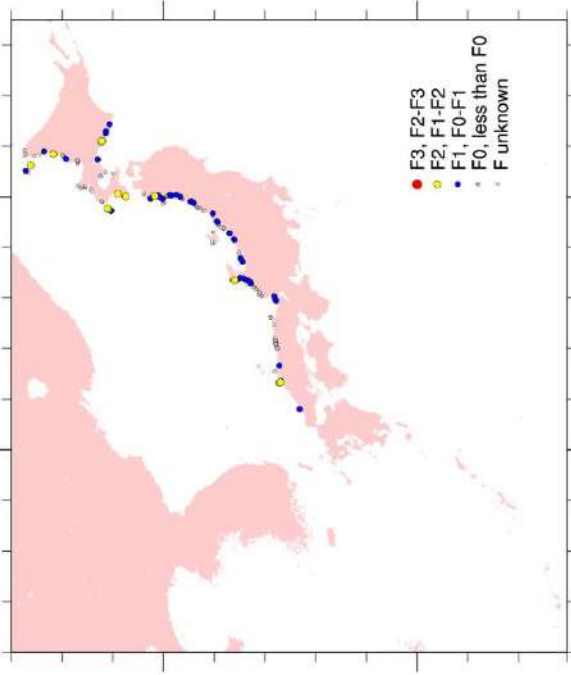 F3, F2-F3
F2, F1-F2
F1, F0-F1
F0, less than F0
F unknown